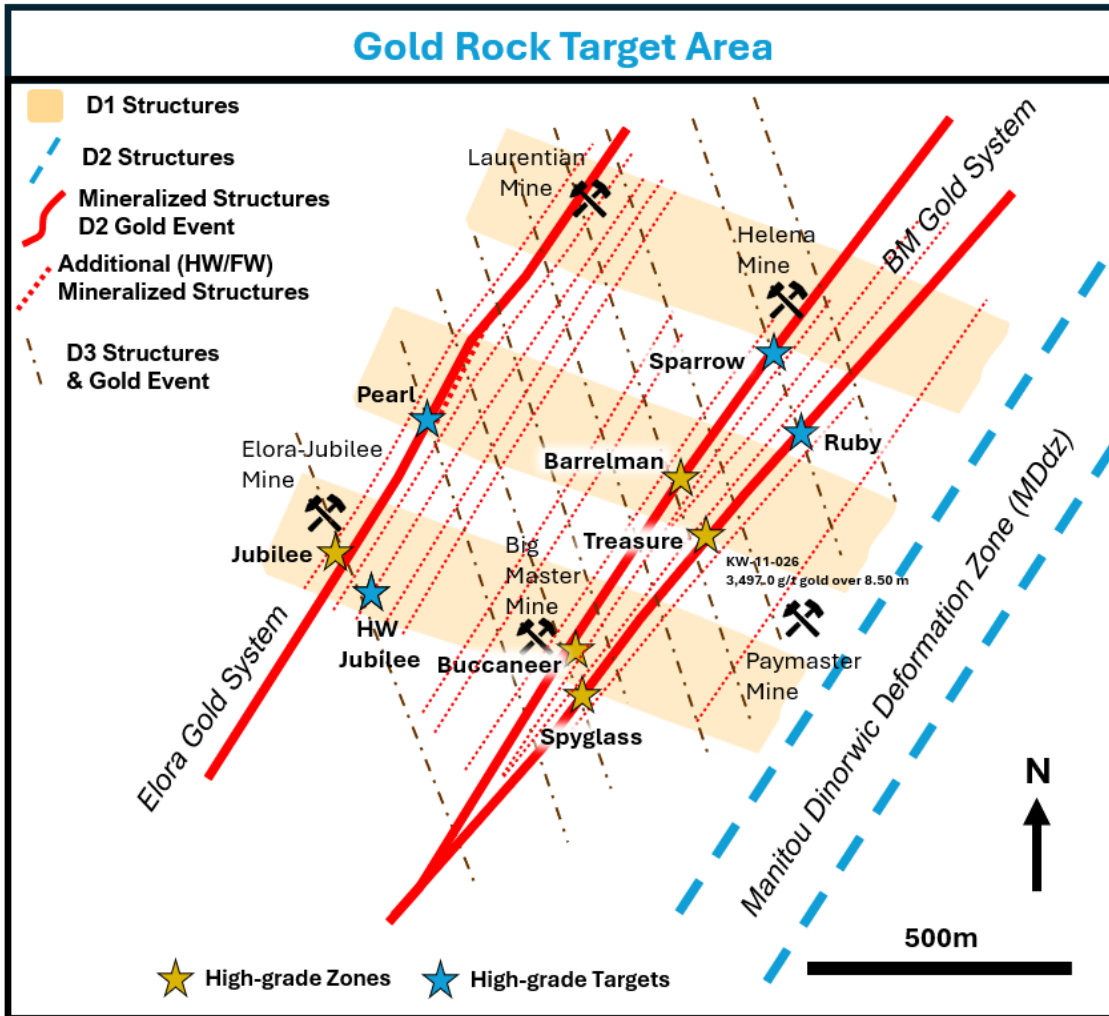 Gold Rock Target Area
D1 Structures
D2 Structures
Mineralized Structures
D2 Gold Event
Additional (HW/FW)
Mineralized Structures
D3 Structures
& Gold Event
Laurentian
Mine
Helena
Mine
BM Gold System
Sparrow
Pearl
Ruby
Elora-Jubilee
Mine
Barrelman
Jubilee
Treasure
Big
Master
Mine
KW-11-026
3,497.0 g/t gold over 8.50 m
HW
Jubilee
Buccaneer
Paymaster
Mine
Spyglass
Elora Gold System
Manitou Dinorwic Deformation Zone (MDdz)
N
500m
High-grade Zones
High-grade Targets